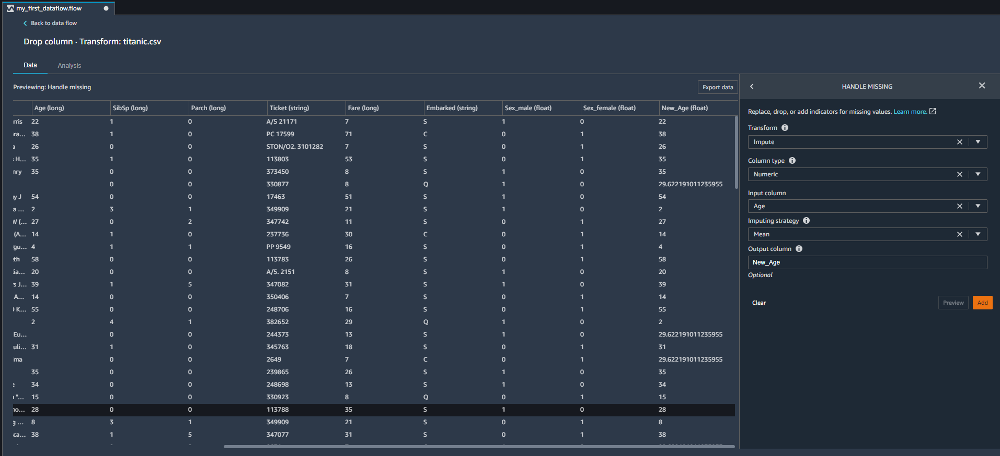 my_first_dataflow.flow
Back to data flow
Drop column · Transform: titanic.csv
Data Analysis
Previewing: Handle missing Export data
Age (long) SibSp (long) Parch (long) Ticket (string) Fare (long) Embarked (string) Sex_male (float) Sex_female (float) New_Age (float)
rris 22 1 0 A/5 21171 7 S 1 0 22
ra... 38 1 0 PC 17599 71 C 0 1 38
a 26 0 0 STON/O2. 3101282 7 S 0 1 26
s H... 35 1 0 113803 53 S 0 1 35
nry 35 0 0 373450 8 S 1 0 35
0 0 330877 8 Q 1 0 29.622191011235955
y J 54 0 0 17463 51 S 1 0 54
a ... 2 3 1 349909 21 S 1 0 2
W (... 27 0 2 347742 11 S 0 1 27
(A... 14 1 0 237736 30 C 0 1 14
rgu... 4 1 1 PP 9549 16 S 0 1 4
eth 58 0 0 113783 26 S 0 1 58
lia... 20 0 0 A/5. 2151 8 S 1 0 20
rs J... 39 1 5 347082 31 S 1 0 39
A... 14 0 0 350406 7 S 0 1 14
K... 55 0 0 248706 16 S 0 1 55
2 4 1 382652 29 Q 1 0 2
Eu... 0 0 244373 13 S 1 0 29.622191011235955
uli... 31 1 0 345763 18 S 0 1 31
ma 0 0 2649 7 C 0 1 29.622191011235955
35 0 0 239865 26 S 1 0 35
e 34 0 0 248698 13 S 1 0 34
"... 15 0 0 330923 8 Q 0 1 15
no... 28 0 0 113788 35 S 1 0 28
g ... 8 3 1 349909 21 S 0 1 8
ca... 38 1 5 347077 31 S 0 1 38
HANDLE MISSING
Replace, drop, or add indicators for missing values. Learn more.
Transform
Impute
Column type
Numeric
Input column
Age
Imputing strategy
Mean
Output column
New_Age
Optional
Clear Preview Add